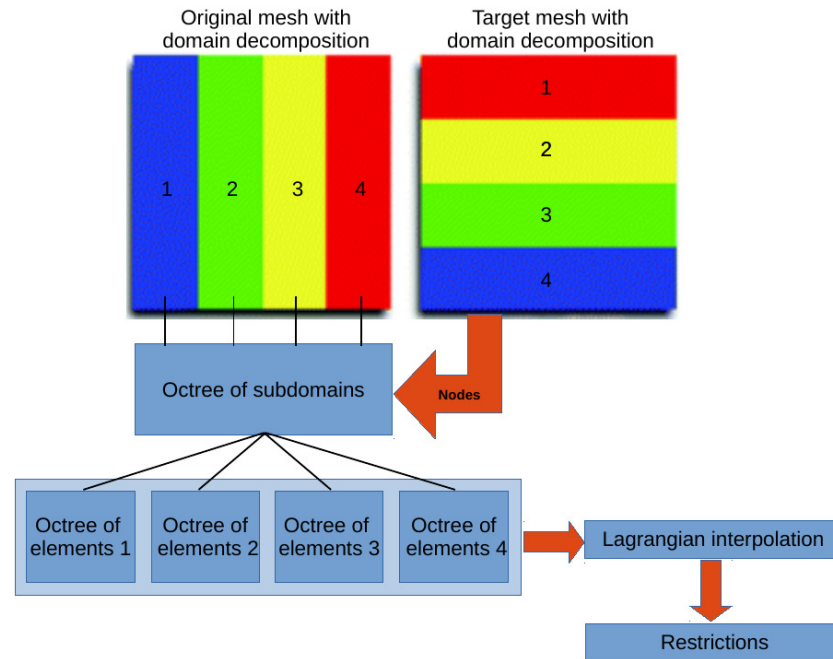 Original mesh with
domain decomposition
Target mesh with
domain decomposition
1
2
3
4
1
2
3
4
Octree of subdomains
Nodes
Octree of
elements 1
Octree of
elements 2
Octree of
elements 3
Octree of
elements 4
Lagrangian interpolation
Restrictions